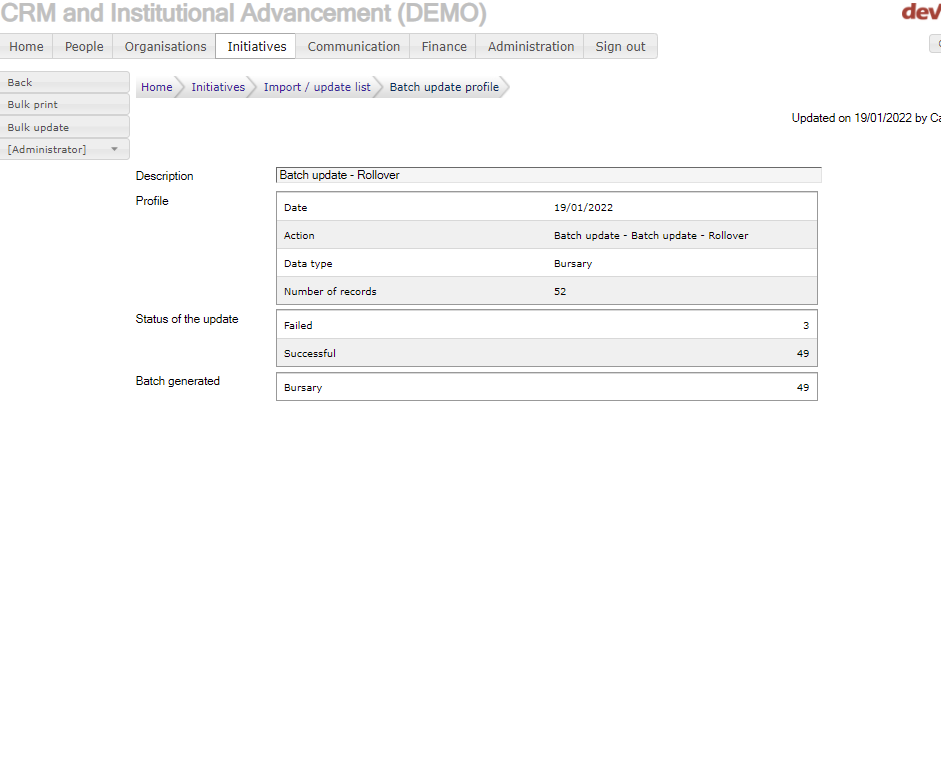 CRM and Institutional Advancement (DEMO)
dev
Home People Organisations Initiatives Communication Finance Administration Sign out
Back
Bulk print
Bulk update
[Administrator]
Home Initiatives Import / update list Batch update profile
Updated on 19/01/2022 by Ca
Description Batch update - Rollover
Profile
Date 19/01/2022
Action Batch update - Batch update - Rollover
Data type Bursary
Number of records 52
Status of the update
Failed 3
Successful 49
Batch generated
Bursary 49